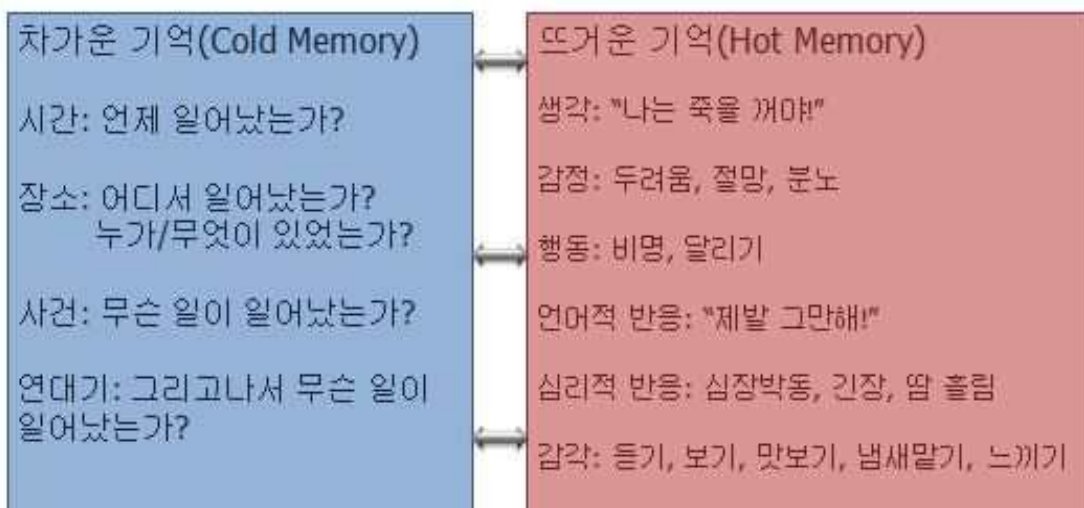 차가운 기억(Cold Memory)
시간: 언제 일어났는가?
장소: 어디서 일어났는가?
누가/무엇이 있었는가?
사건: 무슨 일이 일어났는가?
연대기: 그리고나서 무슨 일이
일어났는가?
뜨거운 기억(Hot Memory)
생각: "나는 죽을 꺼야!"
감정: 두려움, 절망, 분노
행동: 비명, 달리기
언어적 반응: "제발 그만해!"
심리적 반응: 심장박동, 긴장, 땀 흘림
감각: 듣기, 보기, 맛보기, 냄새맡기, 느끼기